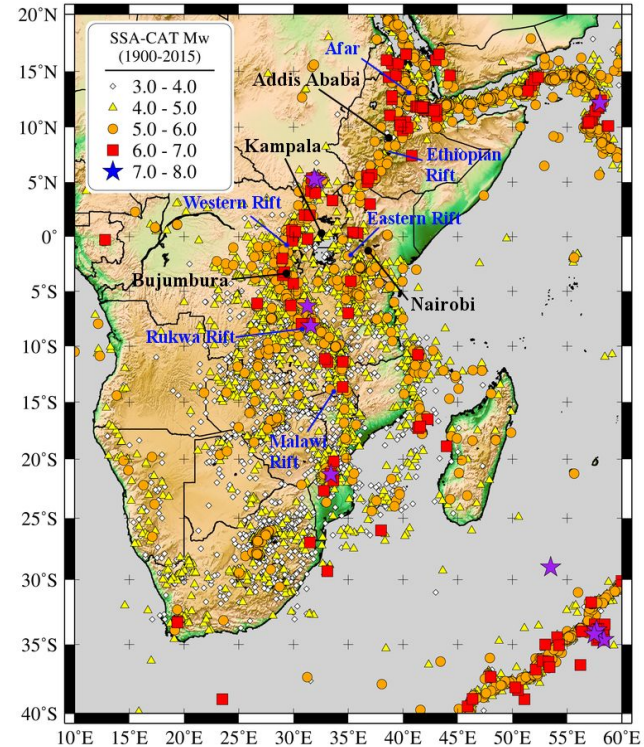 20°N
15°N
10°N
5°N
0°
5°S
10°S
15°S
20°S
25°S
30°S
35°S
40°S
SSA-CAT Mw
(1900-2015)
3.0 - 4.0
4.0 - 5.0
5.0 - 6.0
6.0 - 7.0
7.0 - 8.0
Afar
Addis Ababa
Kampala
Ethiopian
Rift
Western Rift
Eastern Rift
Bujumbura
Nairobi
Rukwa Rift
Malawi
Rift
10°E 15°E 20°E 25°E 30°E 35°E 40°E 45°E 50°E 55°E 60°E